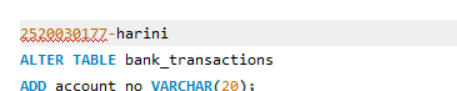 2520030177-harini
ALTER TABLE bank_transactions
ADD account_no VARCHAR(20);